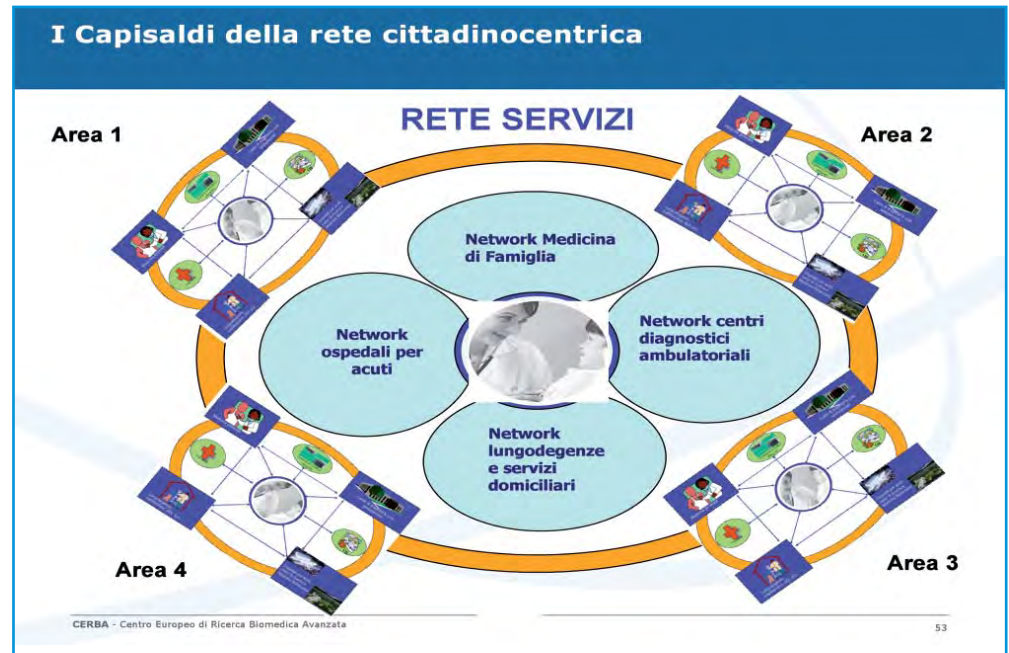 I Capisaldi della rete cittadinocentrica
RETE SERVIZI
Area 1
Area 2
Network Medicina
di Famiglia
Network
ospedali per
acuti
Network centri
diagnostici
ambulatoriali
Network
lungodegenze
e servizi
domiciliari
Area 4
Area 3
CERBA - Centro Europeo di Ricerca Biomedica Avanzata
53